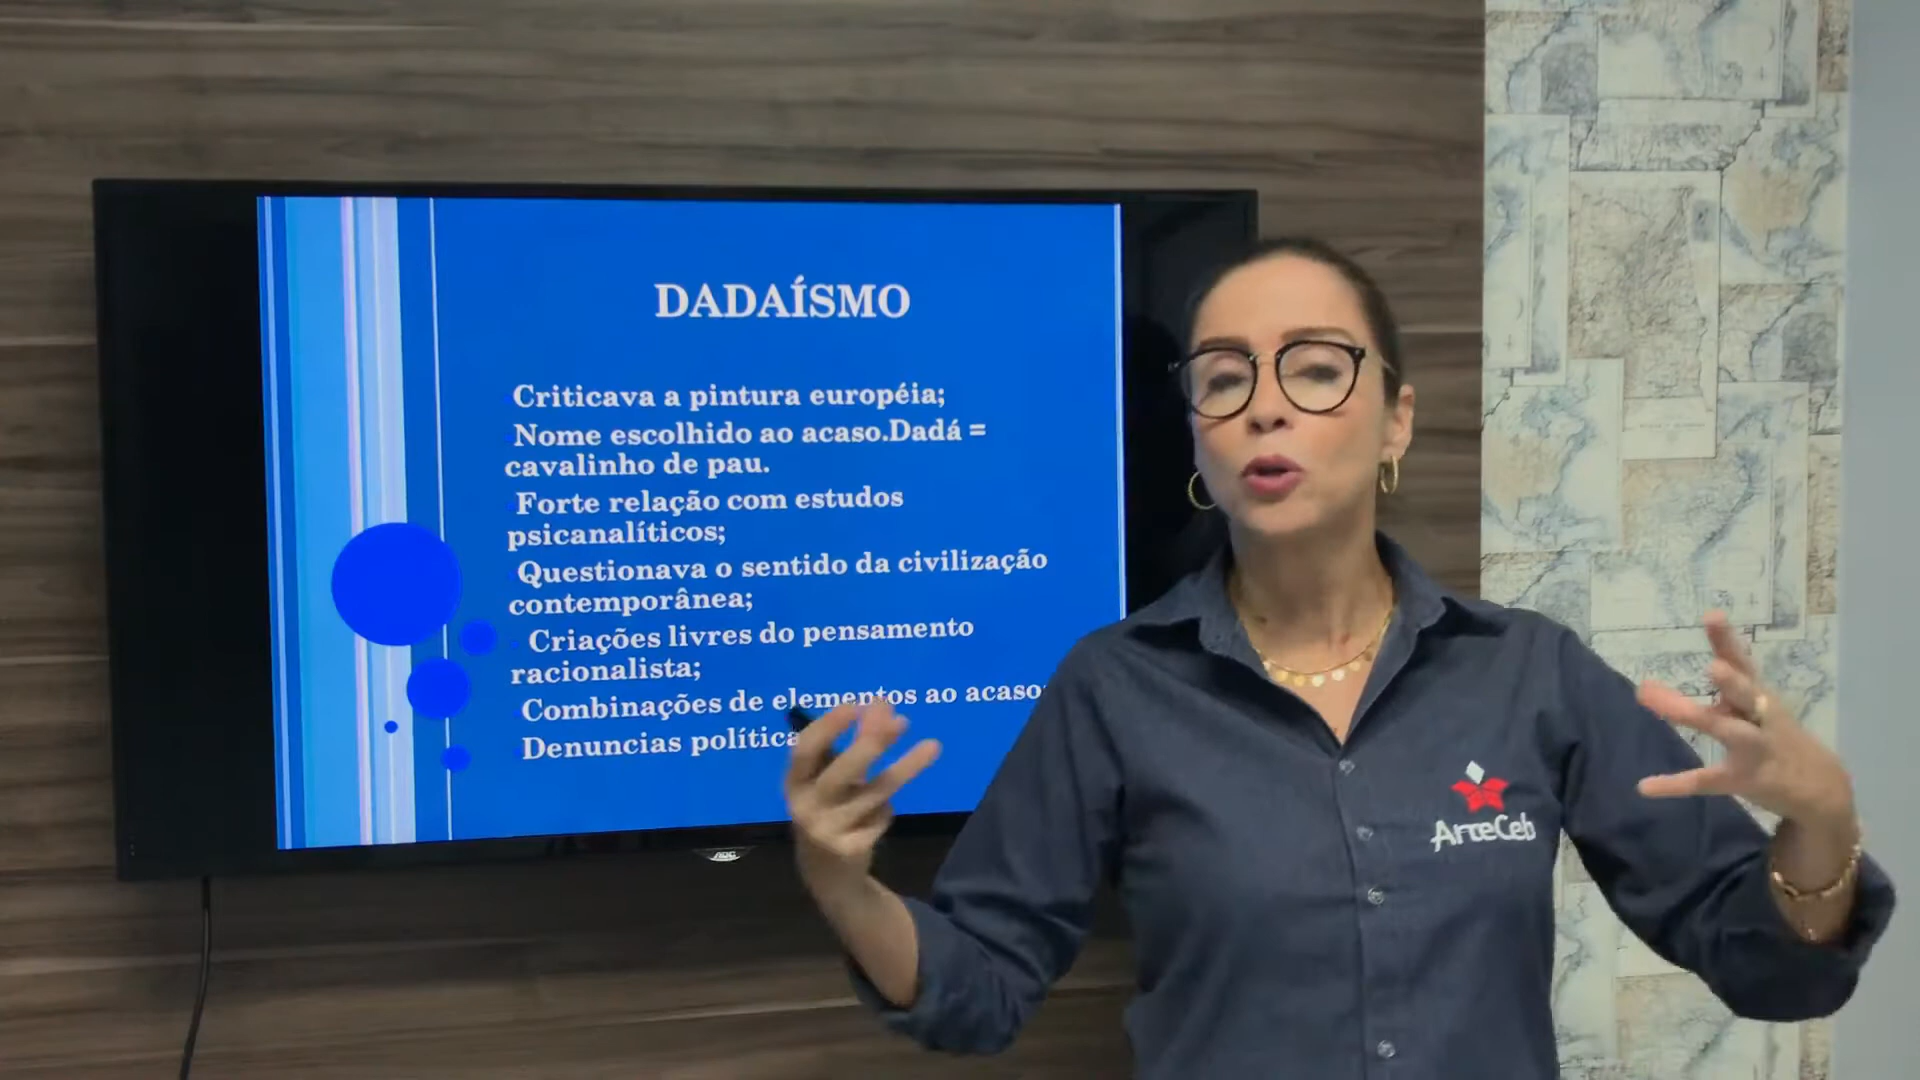 DADAÍSMO
Criticava a pintura européia;
Nome escolhido ao acaso.Dadá =
cavalinho de pau.
Forte relação com estudos
psicanalíticos;
Questionava o sentido da civilização
contemporânea;
Criações livres do pensamento
racionalista;
Combinações de elementos ao acaso;
Denuncias política
AOC
ArteCeb